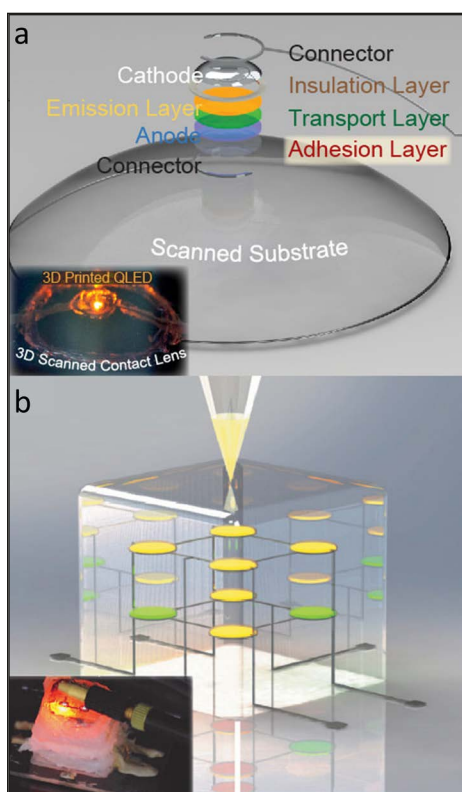 a
Connector
Cathode
Insulation Layer
Emission Layer
Transport Layer
Anode
Adhesion Layer
Connector
Scanned Substrate
3D Printed QLED
3D Scanned Contact Lens
b